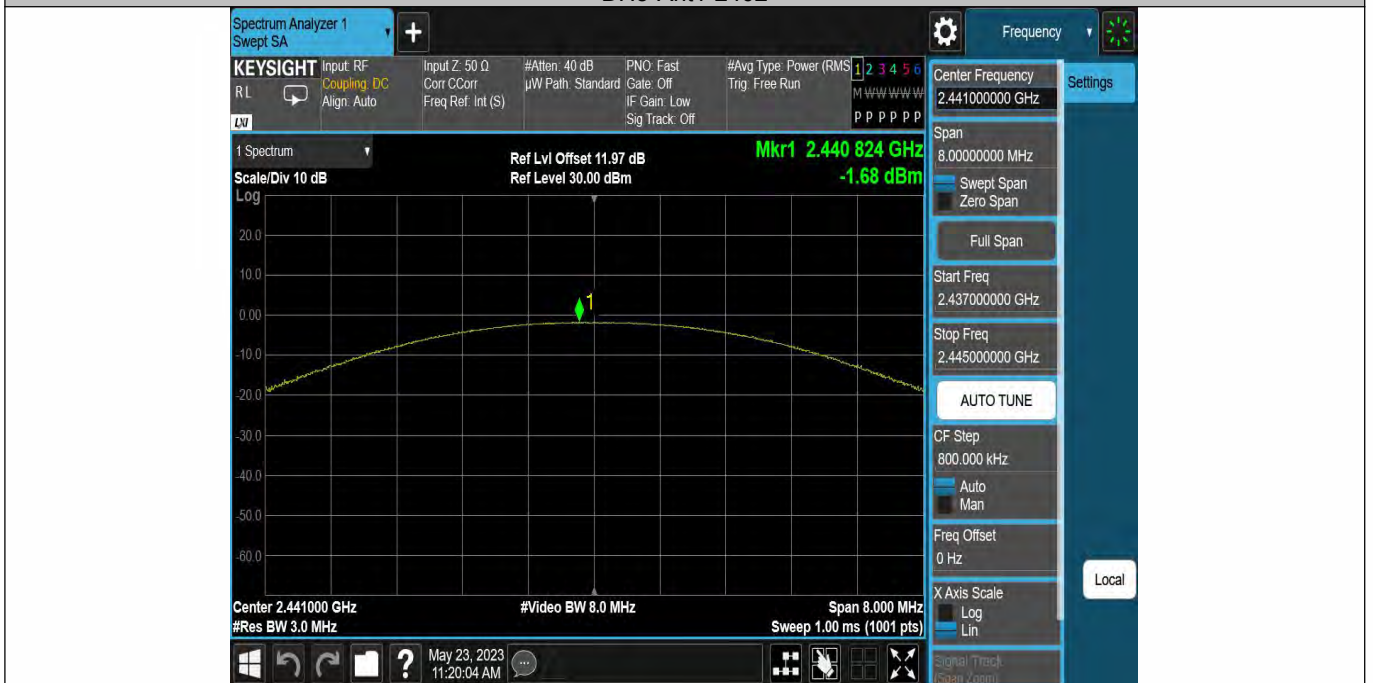 Spectrum Analyzer 1
Swept SA
+
Frequency
KEYSIGHT
RL
LXI
Input: RF
Coupling: DC
Align: Auto
Input Z: 50 Ω
Corr CCorr
Freq Ref: Int (S)
#Atten: 40 dB
µW Path: Standard
PNO: Fast
Gate: Off
IF Gain: Low
Sig Track: Off
#Avg Type: Power (RMS
Trig: Free Run
1 2 3 4 5 6
M W W W W W
P P P P P P
1 Spectrum
Scale/Div 10 dB
Ref Lvl Offset 11.97 dB
Ref Level 30.00 dBm
Mkr1 2.440 824 GHz
-1.68 dBm
Log
20.0
10.0
0.00
-10.0
-20.0
-30.0
-40.0
-50.0
-60.0
1
Center 2.441000 GHz
#Res BW 3.0 MHz
#Video BW 8.0 MHz
Span 8.000 MHz
Sweep 1.00 ms (1001 pts)
Center Frequency
2.441000000 GHz
Settings
Span
8.00000000 MHz
Swept Span
Zero Span
Full Span
Start Freq
2.437000000 GHz
Stop Freq
2.445000000 GHz
AUTO TUNE
CF Step
800.000 kHz
Auto
Man
Freq Offset
0 Hz
X Axis Scale
Log
Lin
Local
Signal Track
(Span Zoom)
?
May 23, 2023
11:20:04 AM